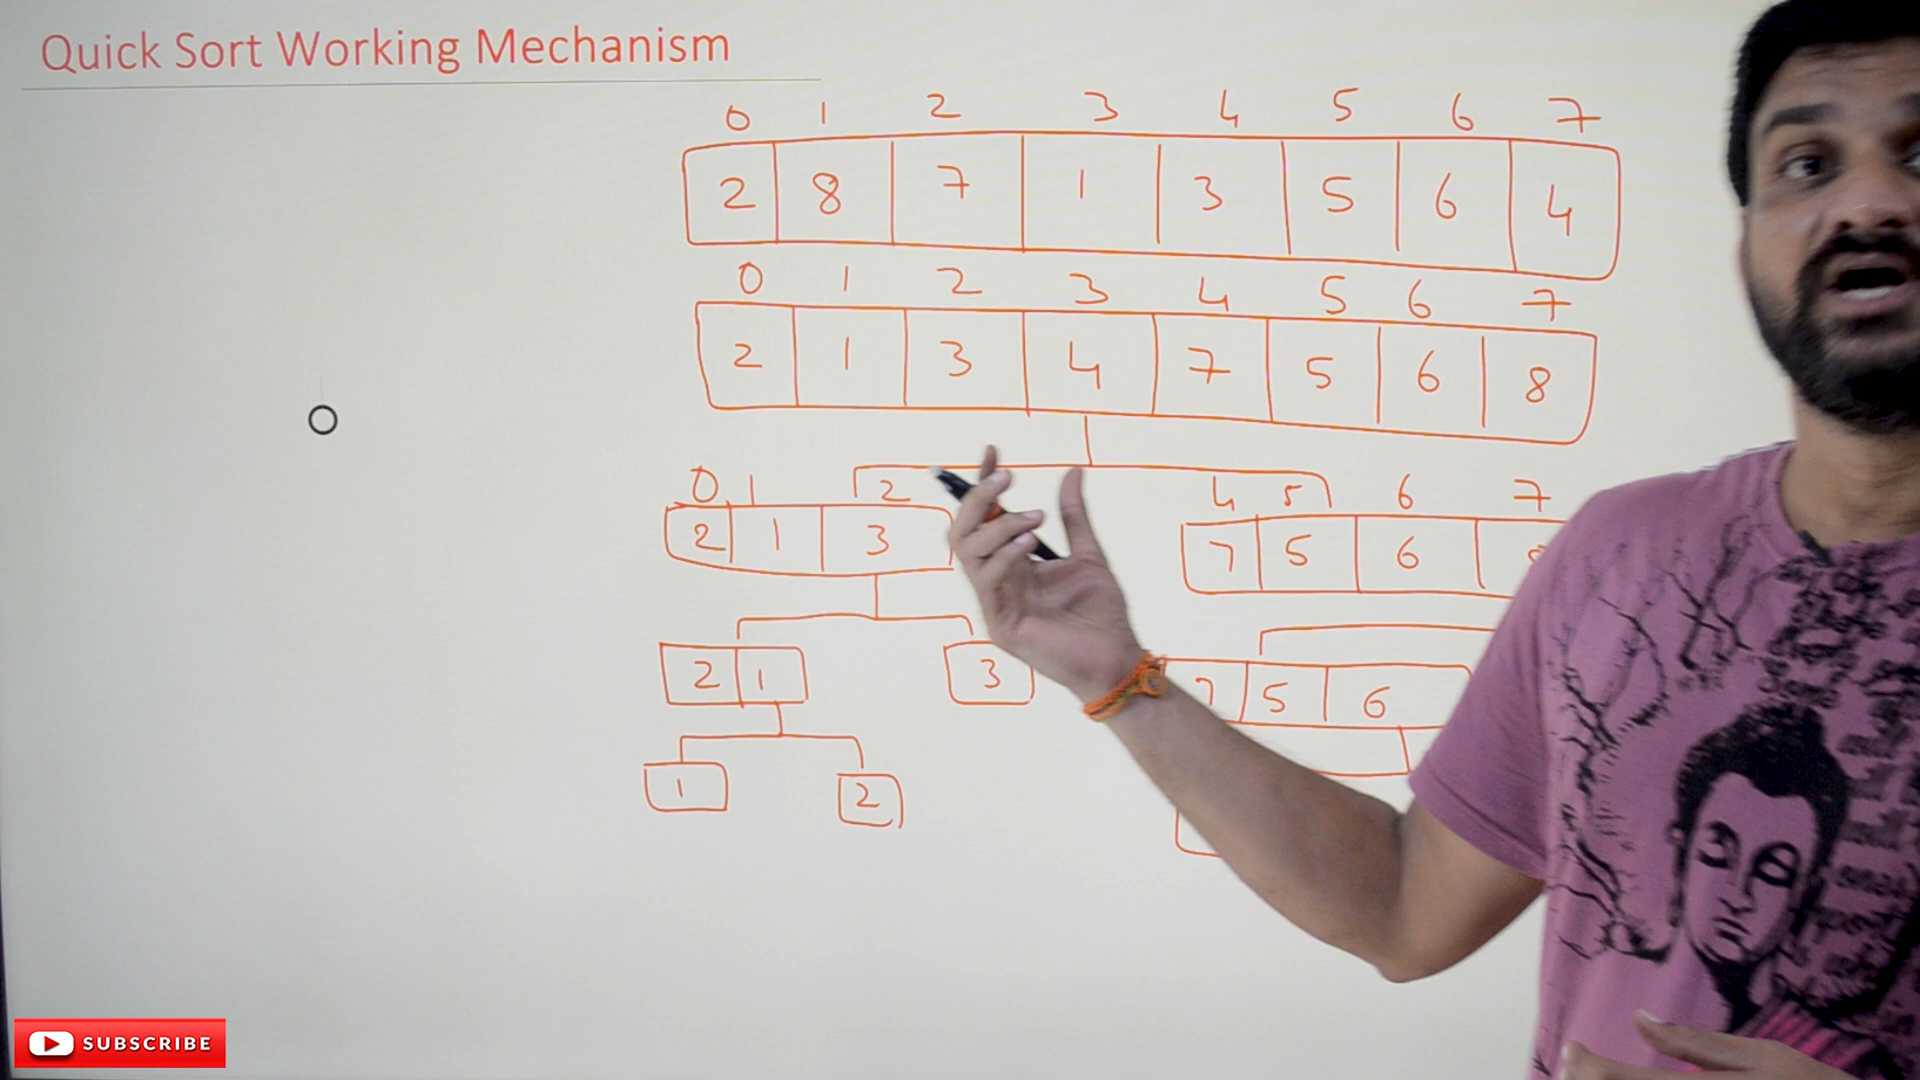 Quick Sort Working Mechanism
0 1 2 3 4 5 6 7
2 8 7 1 3 5 6 4
0 1 2 3 4 5 6 7
2 1 3 4 7 5 6 8
0 1 2 4 5 6 7
2 1 3 7 5 6
2 1 3 5 6
1 2
SUBSCRIBE